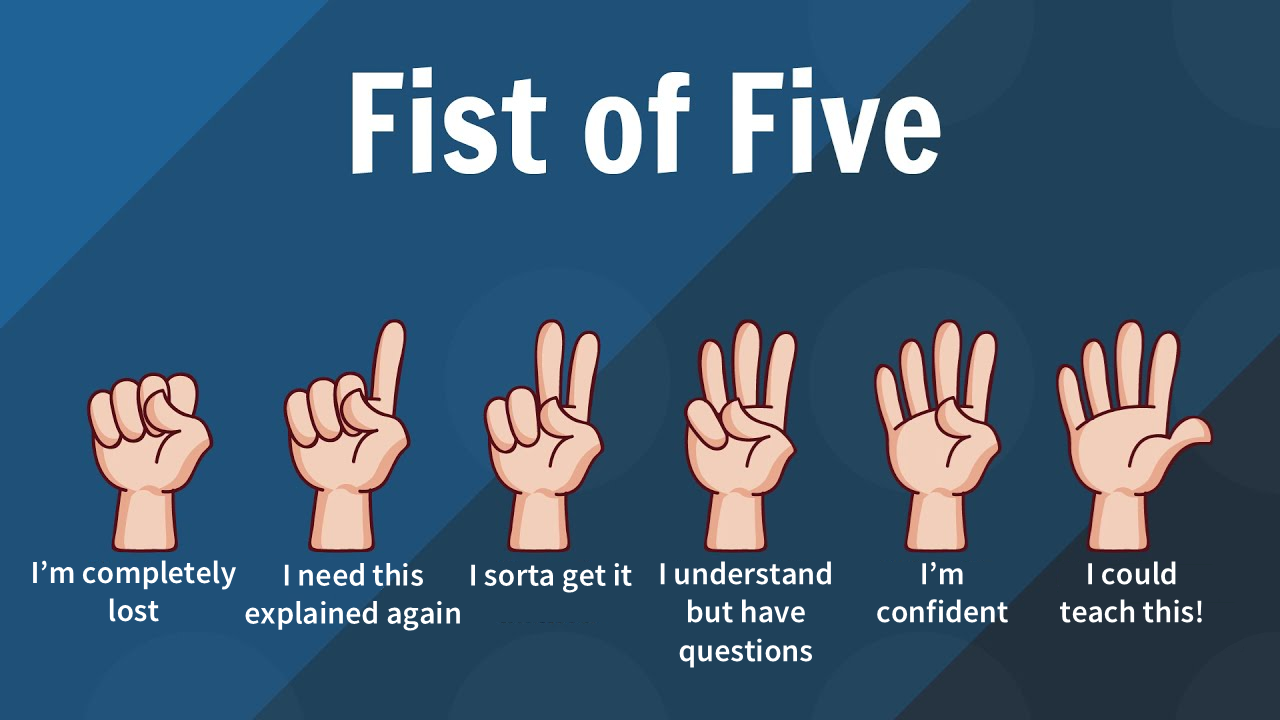 Fist of Five
I’m completely
lost
I need this
explained again
I sorta get it
I understand
but have
questions
I’m
confident
I could
teach this!